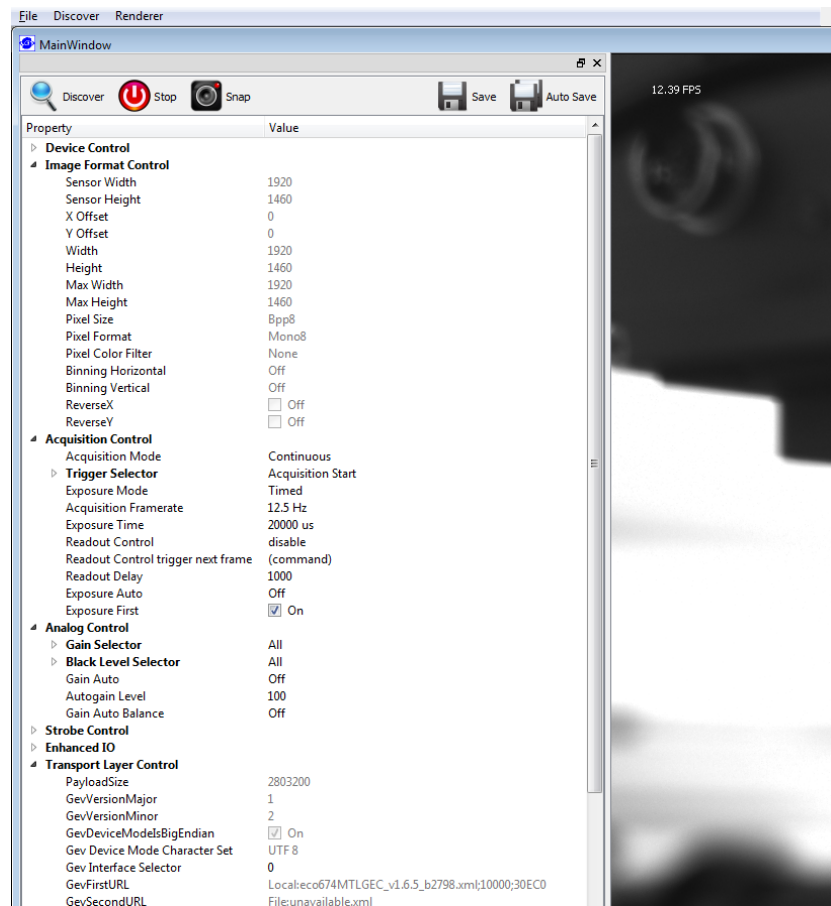 File Discover Renderer
MainWindow
Discover Stop Snap Save Auto Save
12.39 FPS
Property Value
Device Control
Image Format Control
Sensor Width 1920
Sensor Height 1460
X Offset 0
Y Offset 0
Width 1920
Height 1460
Max Width 1920
Max Height 1460
Pixel Size Bpp8
Pixel Format Mono8
Pixel Color Filter None
Binning Horizontal Off
Binning Vertical Off
ReverseX Off
ReverseY Off
Acquisition Control
Acquisition Mode Continuous
Trigger Selector Acquisition Start
Exposure Mode Timed
Acquisition Framerate 12.5 Hz
Exposure Time 20000 us
Readout Control disable
Readout Control trigger next frame (command)
Readout Delay 1000
Exposure Auto Off
Exposure First On
Analog Control
Gain Selector All
Black Level Selector All
Gain Auto Off
Autogain Level 100
Gain Auto Balance Off
Strobe Control
Enhanced IO
Transport Layer Control
PayloadSize 2803200
GevVersionMajor 1
GevVersionMinor 2
GevDeviceModeIsBigEndian On
Gev Device Mode Character Set UTF8
Gev Interface Selector 0
GevFirstURL Local:eco674MTLGEC_v1.6.5_b2798.xml;10000;30EC0
GevSecondURL File:unavailable.xml